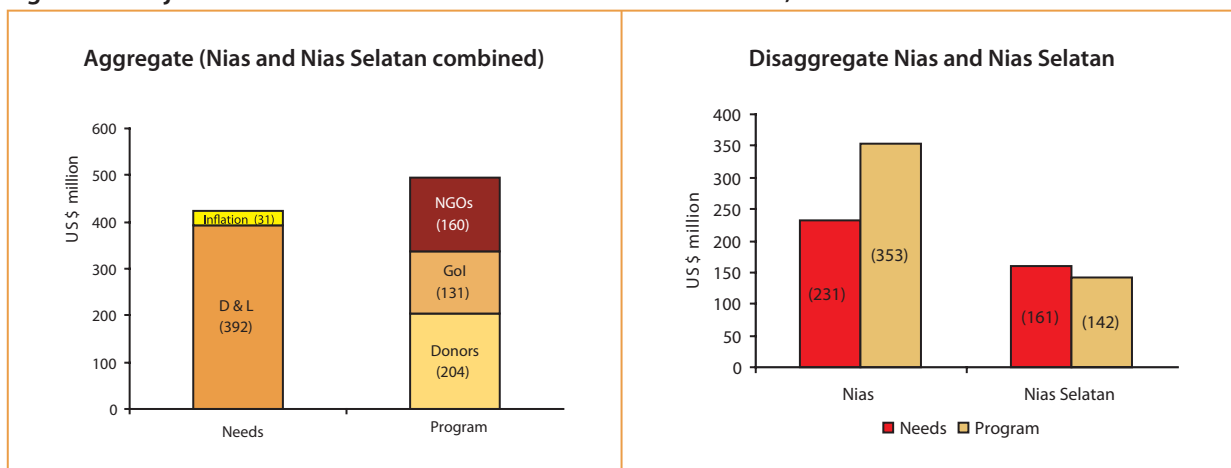 Aggregate (Nias and Nias Selatan combined)
600
500
400
300
200
100
0
US$ million
Inflation (31)
D & L
(392)
NGOs
(160)
GoI
(131)
Donors
(204)
Needs
Program
Disaggregate Nias and Nias Selatan
400
350
300
250
200
150
100
50
0
US$ million
(231)
(353)
(161)
(142)
Nias
Nias Selatan
Needs
Program